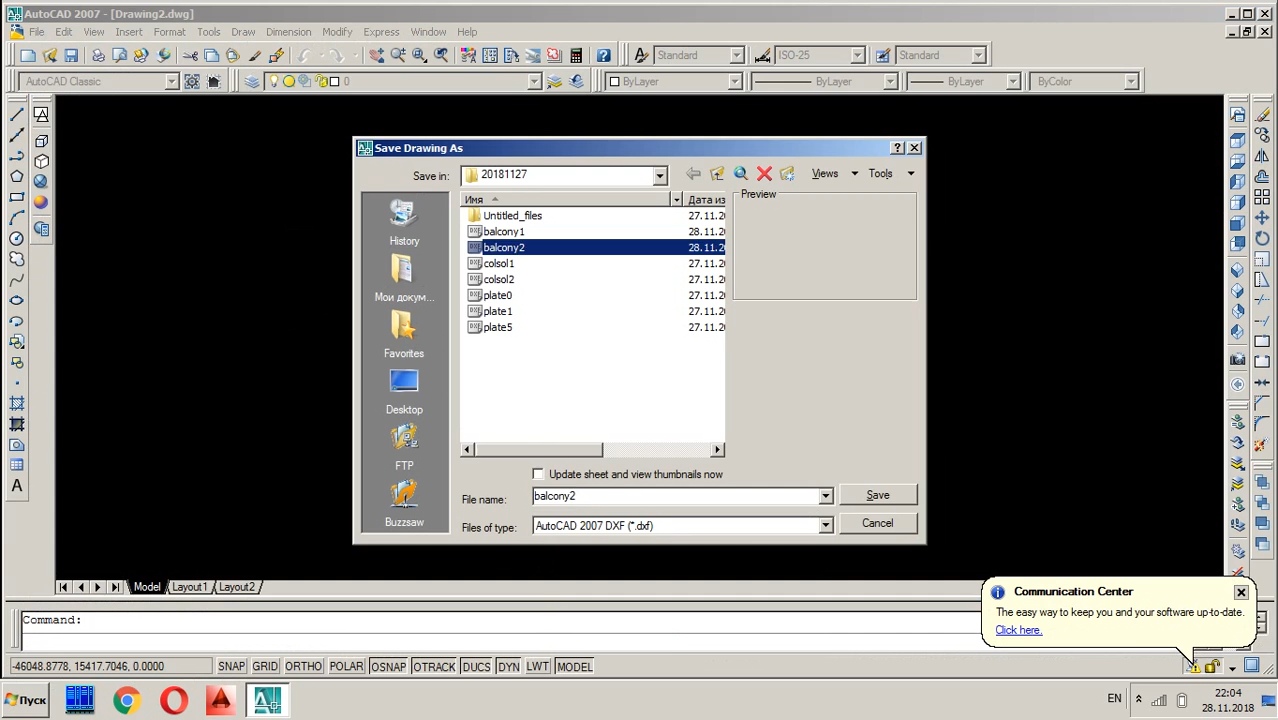 AutoCAD 2007 - [Drawing2.dwg]
File Edit View Insert Format Tools Draw Dimension Modify Express Window Help
Standard ISO-25 Standard
AutoCAD Classic 0 ByLayer ByLayer ByLayer ByColor
Save Drawing As
Save in: 20181127 Views Tools
Имя Дата из
Preview
Untitled_files 27.11.20
balcony1 28.11.20
balcony2 28.11.20
colsol1 27.11.20
colsol2 27.11.20
plate0 27.11.20
plate1 27.11.20
plate5 27.11.20
History
Мои докум...
Favorites
Desktop
FTP
Buzzsaw
Update sheet and view thumbnails now
File name: balcony2 Save
Files of type: AutoCAD 2007 DXF (*.dxf) Cancel
Model Layout1 Layout2
Communication Center
The easy way to keep you and your software up-to-date.
Click here.
Command:
-46048.8778, 15417.7046, 0.0000 SNAP GRID ORTHO POLAR OSNAP OTRACK DUCS DYN LWT MODEL
Пуск EN 22:04
28.11.2018